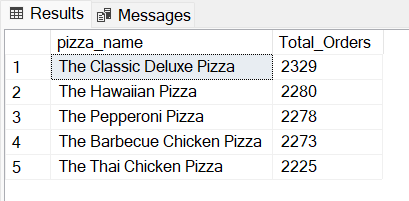 Results Messages
pizza_name Total_Orders
1 The Classic Deluxe Pizza 2329
2 The Hawaiian Pizza 2280
3 The Pepperoni Pizza 2278
4 The Barbecue Chicken Pizza 2273
5 The Thai Chicken Pizza 2225